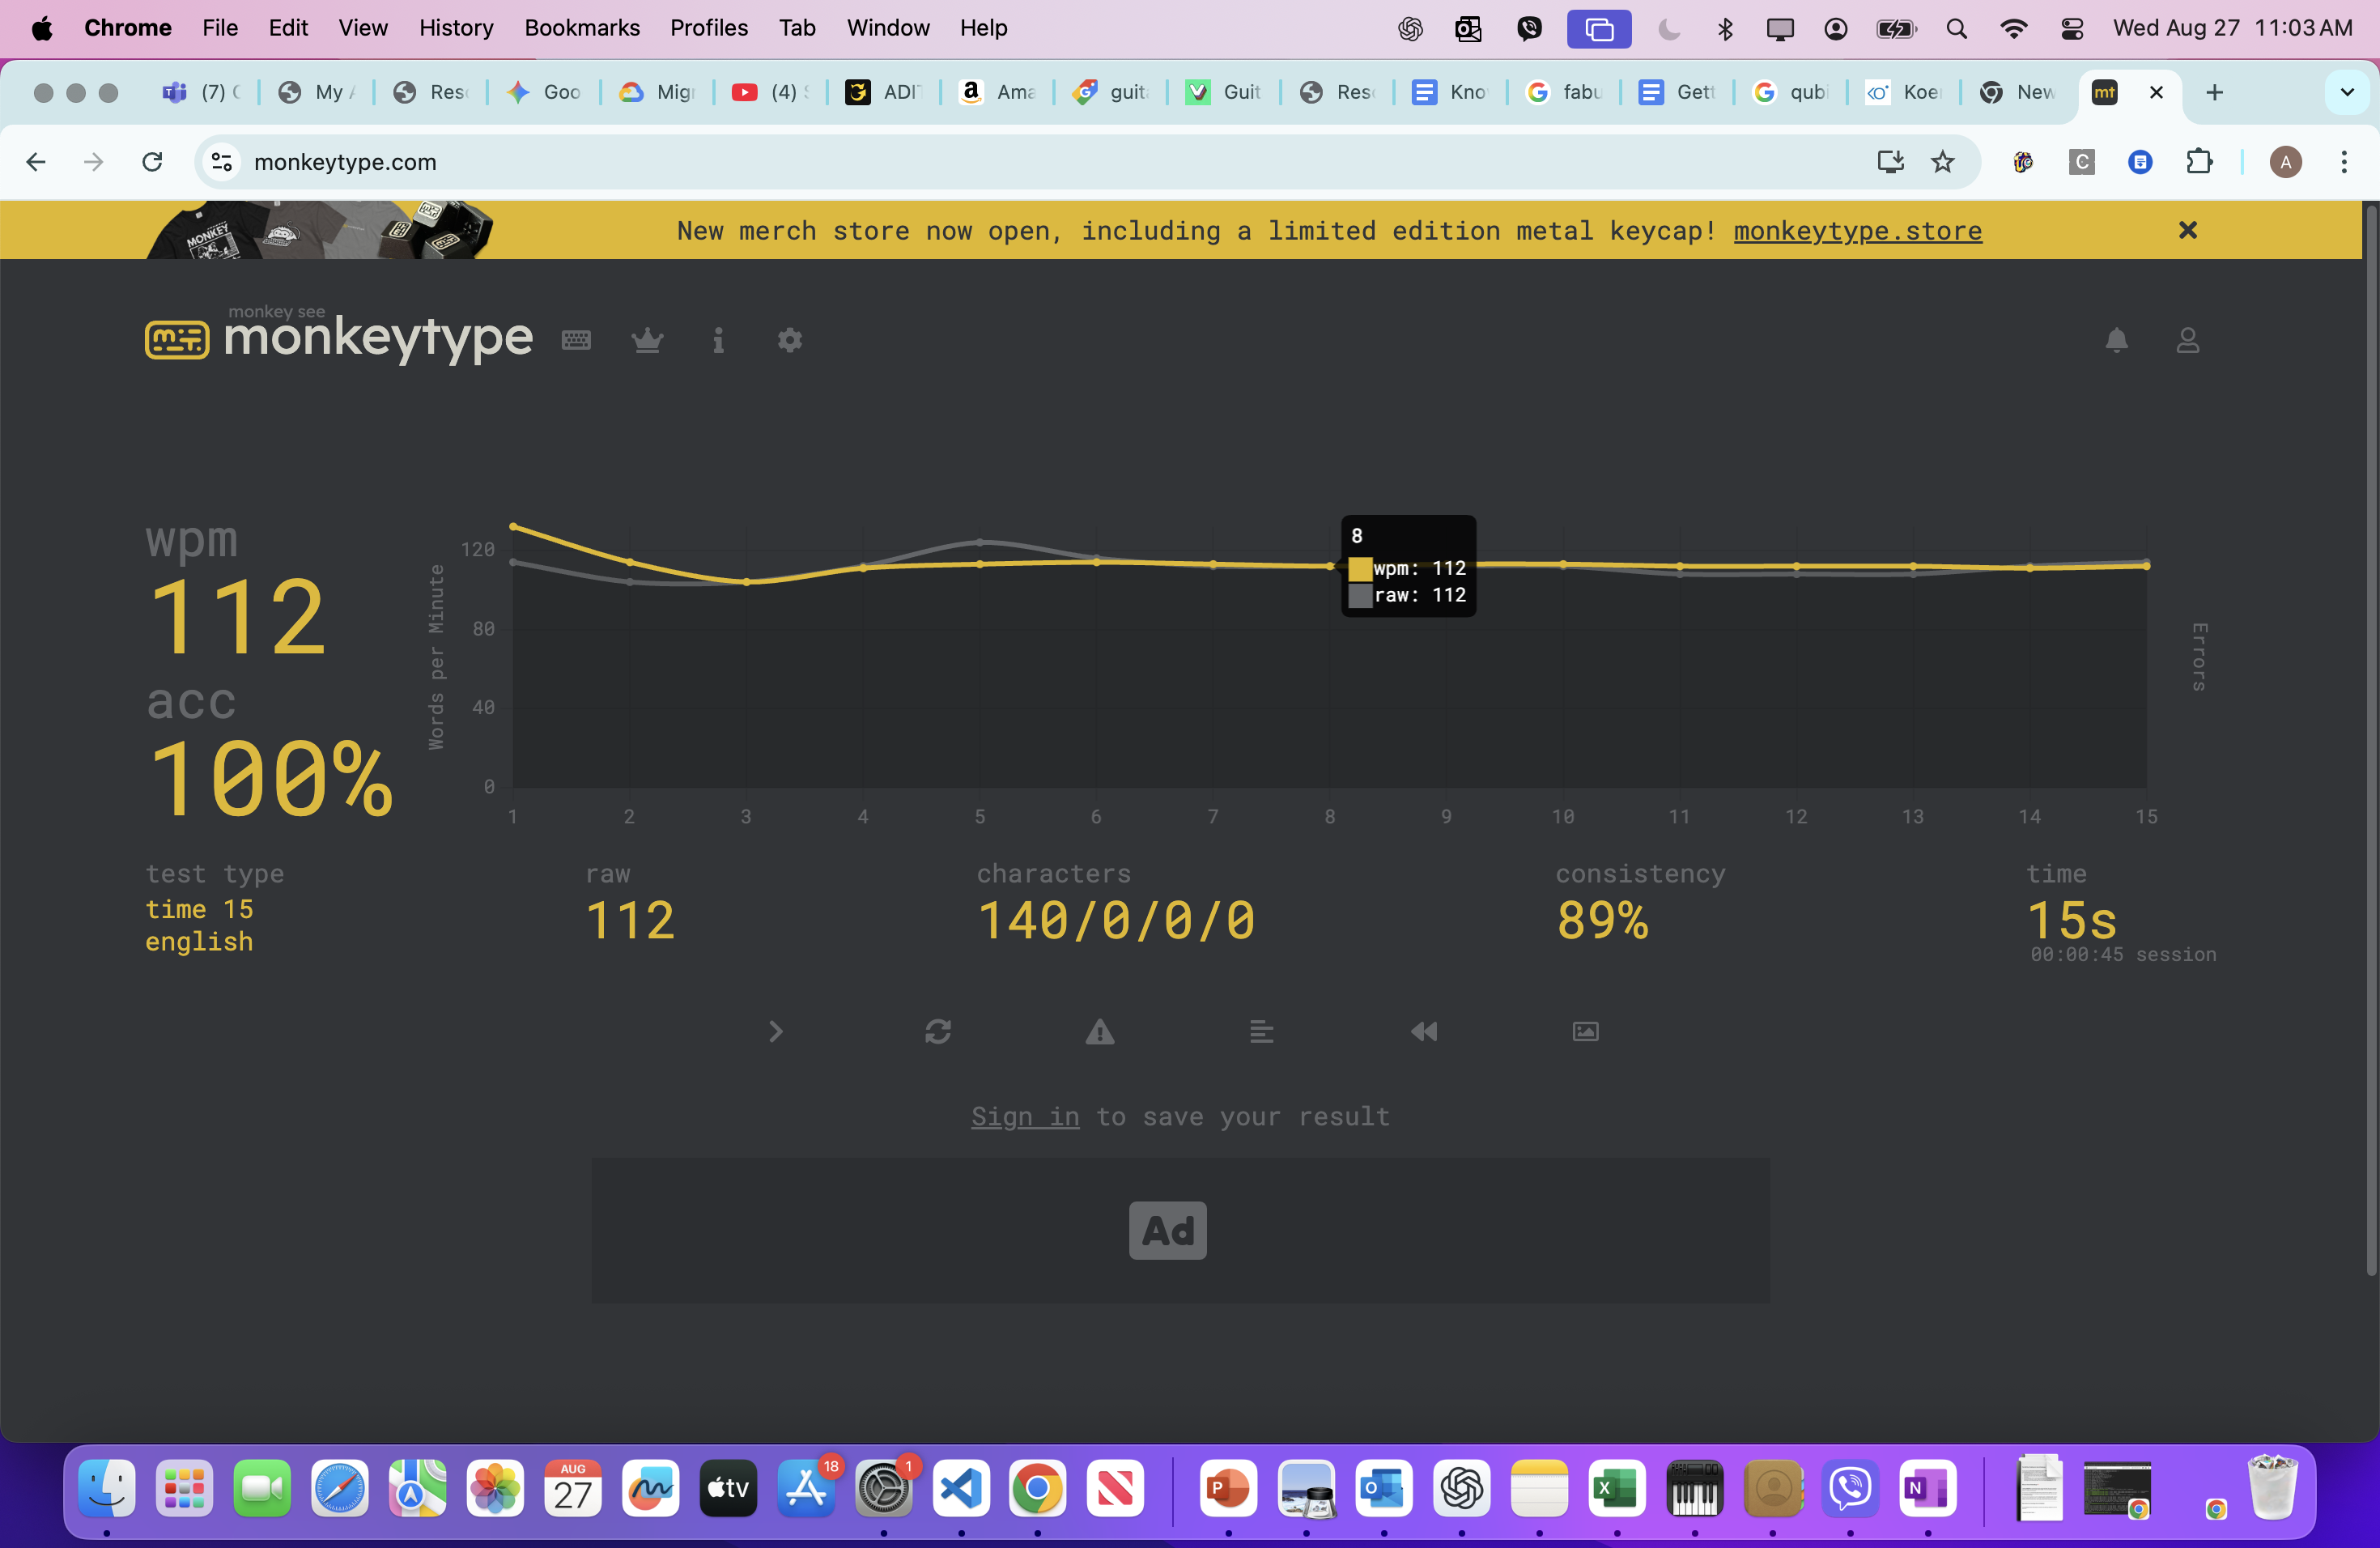 Chrome File Edit View History Bookmarks Profiles Tab Window Help Wed Aug 27 11:03 AM
(7) My Res Goo Migr (4) ADI Ama guit Guit Res Kno fabu Gett qubi Koe New mt
monkeytype.com C A
MONKEY
New merch store now open, including a limited edition metal keycap! monkeytype.store
monkey see
monkeytype
wpm
112
acc
100%
Words per Minute
120
80
40
0
8
wpm: 112
raw: 112
Errors
1 2 3 4 5 6 7 8 9 10 11 12 13 14 15
test type
time 15
english
raw
112
characters
140/0/0/0
consistency
89%
time
15s
00:00:45 session
Sign in to save your result
Ad
AUG
27
tv
18
1
P
O
X
N